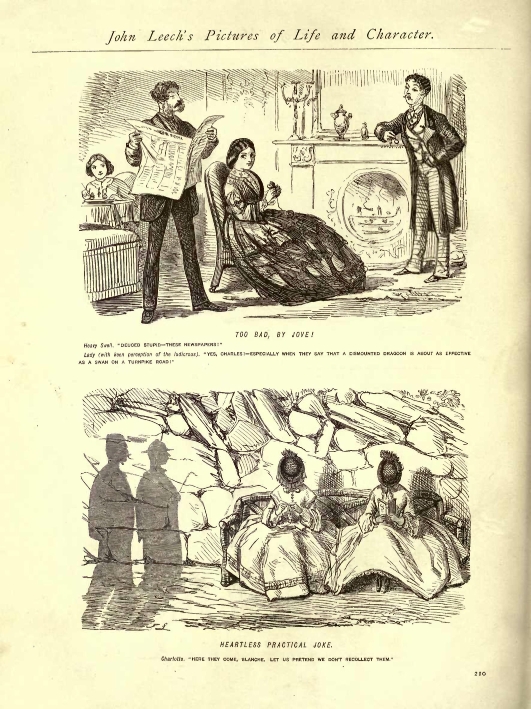 John Leech's Pictures of Life and Character.
TOO BAD, BY JOVE!
Heavy Swell. "DEUCED STUPID—THESE NEWSPAPERS!"
Lady (with keen perception of the ludicrous). "YES, CHARLES!—ESPECIALLY WHEN THEY SAY THAT A DISMOUNTED DRAGOON IS ABOUT AS EFFECTIVE
AS A SWAN ON A TURNPIKE ROAD!"
HEARTLESS PRACTICAL JOKE.
Charlotte. "HERE THEY COME, BLANCHE, LET US PRETEND WE DON'T RECOLLECT THEM."